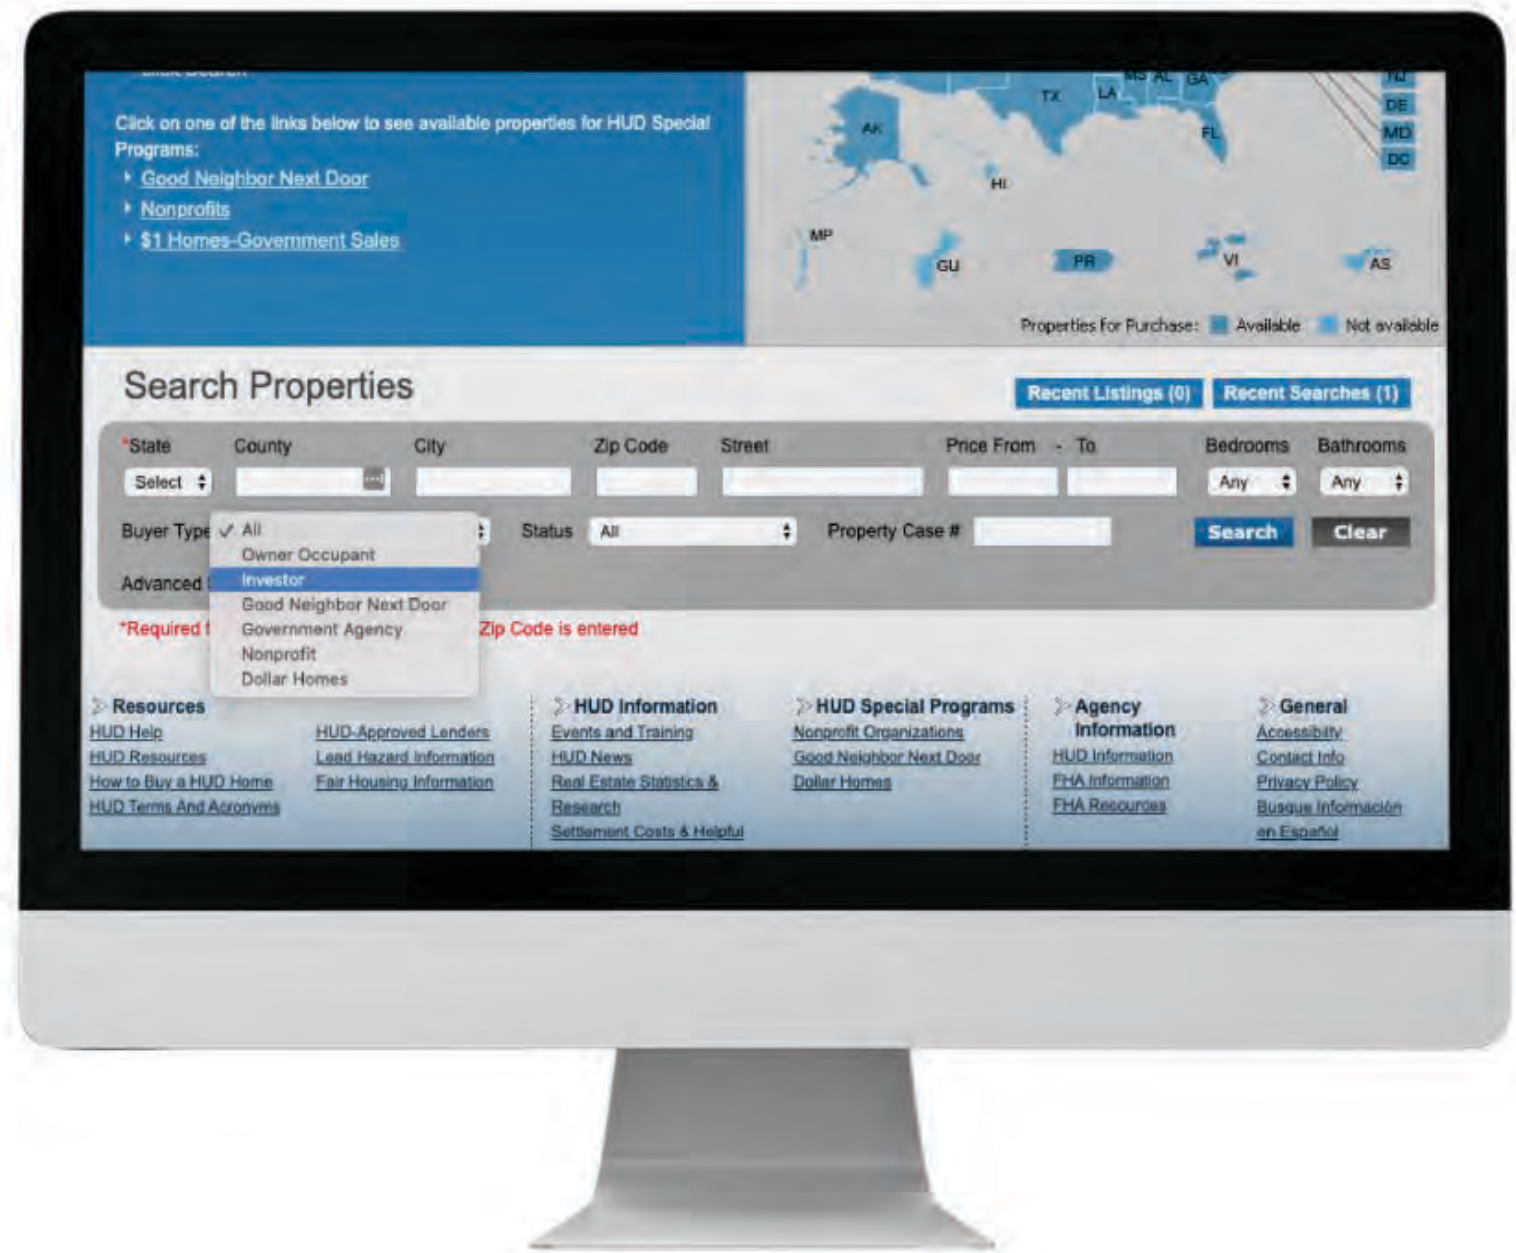 Click Search
Click on one of the links below to see available properties for HUD Special
Programs:
Good Neighbor Next Door
Nonprofits
$1 Homes-Government Sales
MS AL GA
TX LA
FL
AK
HI
NJ
DE
MD
DC
MP
GU
PR
VI
AS
Properties for Purchase: Available Not available
Search Properties
Recent Listings (0) Recent Searches (1)
*State County City Zip Code Street Price From - To Bedrooms Bathrooms
Select Any Any
Buyer Type ✓ All Status All Property Case # Search Clear
Owner Occupant
Advanced
Investor
Good Neighbor Next Door
*Required Government Agency Zip Code is entered
Nonprofit
Dollar Homes
Resources
HUD Help
HUD Resources
How to Buy a HUD Home
HUD Terms And Acronyms
HUD-Approved Lenders
Lead Hazard Information
Fair Housing Information
HUD Information
Events and Training
HUD News
Real Estate Statistics &
Research
Settlement Costs & Helpful
HUD Special Programs
Nonprofit Organizations
Good Neighbor Next Door
Dollar Homes
Agency
Information
HUD Information
FHA Information
FHA Resources
General
Accessibilty
Contact Info
Privacy Policy
Busque Información
en Español